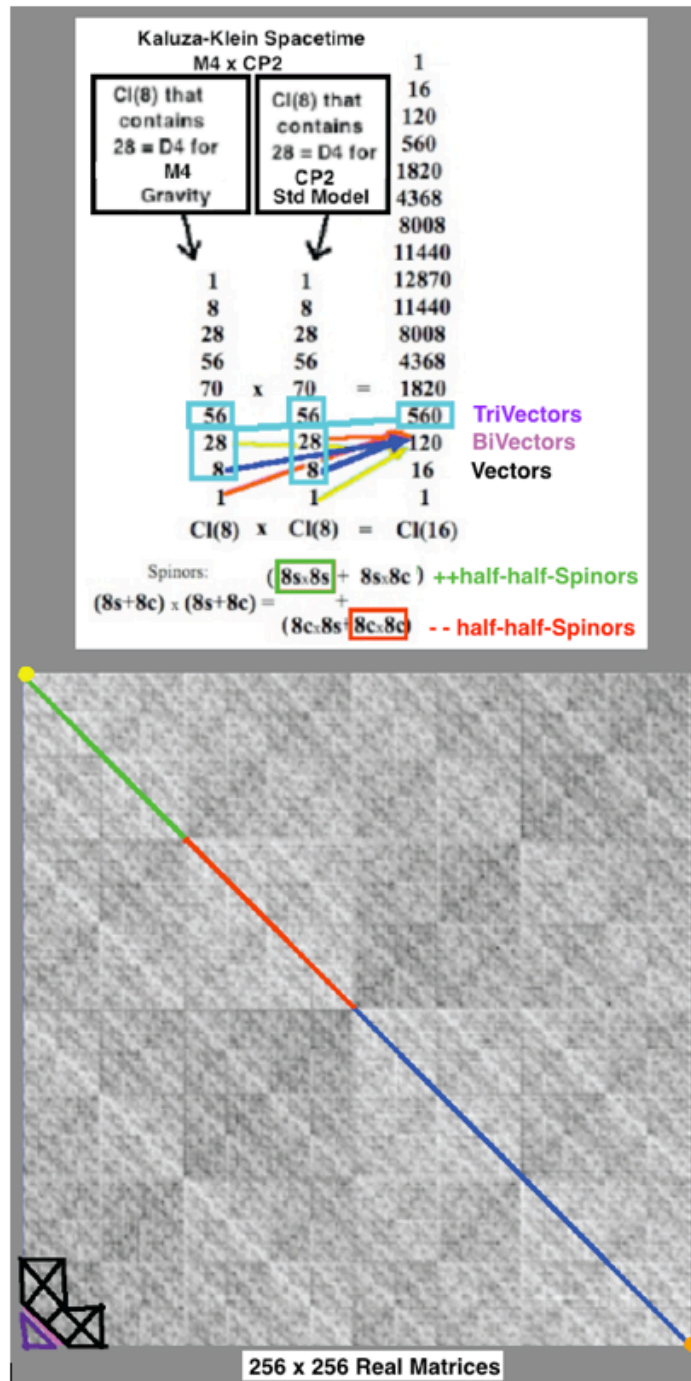 Kaluza-Klein Spacetime
M4 x CP2
Cl(8) that
contains
28 = D4 for
M4
Gravity
Cl(8) that
contains
28 = D4 for
CP2
Std Model
1
16
120
560
1820
4368
8008
11440
1 1 12870
8 8 11440
28 28 8008
56 56 4368
70 x 70 = 1820
56 56 560 TriVectors
28 28 120 BiVectors
8 8 16 Vectors
1 1 1
Cl(8) x Cl(8) = Cl(16)
Spinors: (8sx8s + 8sx8c ) ++half-half-Spinors
(8s+8c) x (8s+8c) = +
(8cx8s+8cx8c) - - half-half-Spinors
256 x 256 Real Matrices